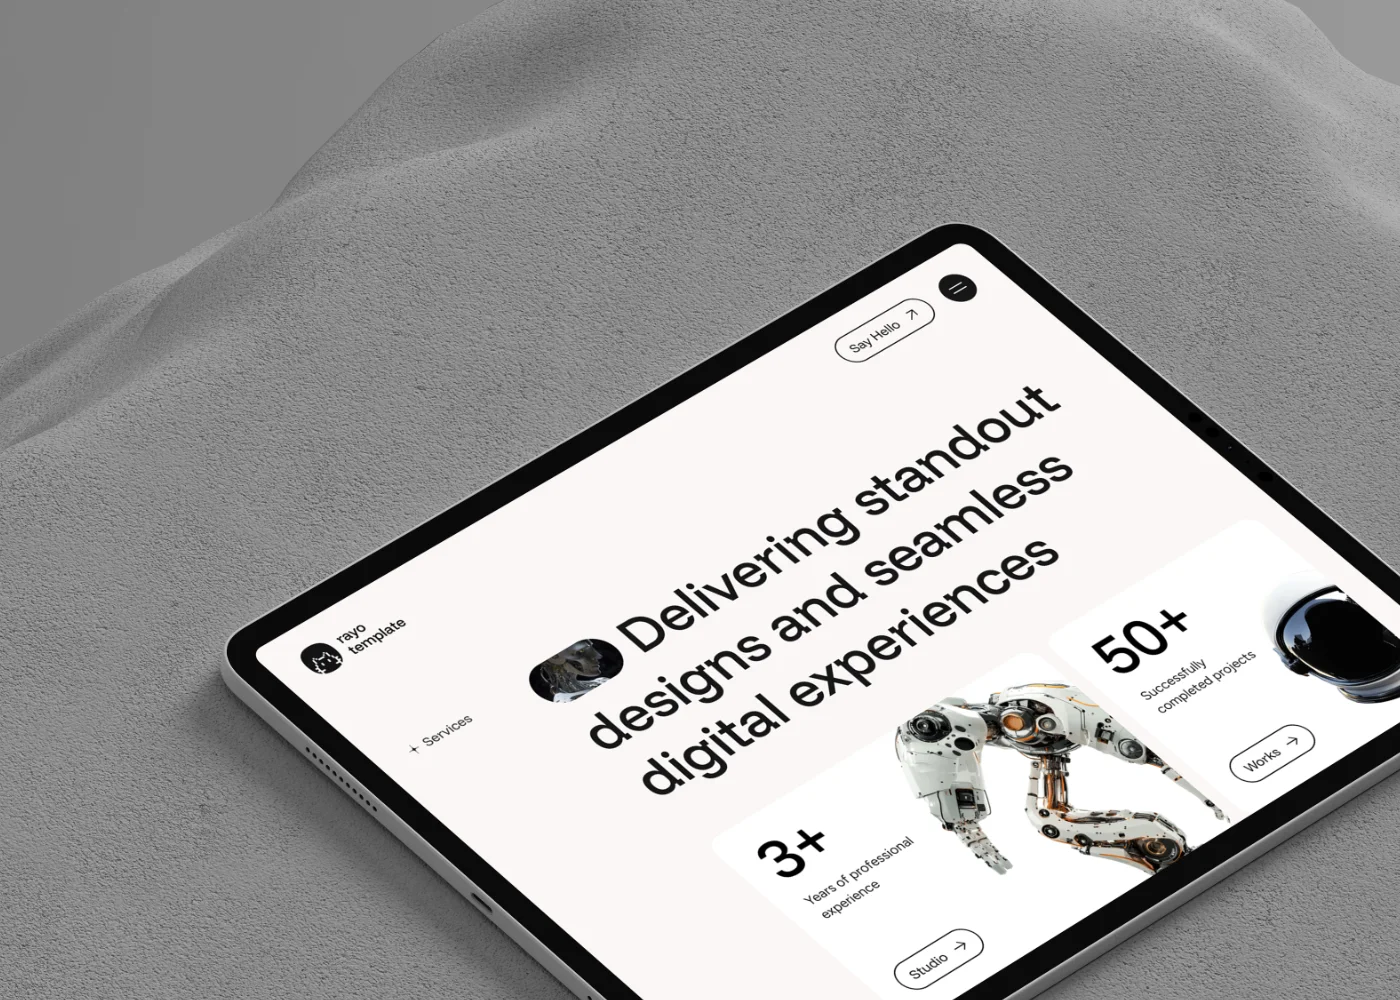 rayo
template
Say Hello
Services
Delivering standout
designs and seamless
digital experiences
3+
Years of professional
experience
Studio
50+
Successfully
completed projects
Works